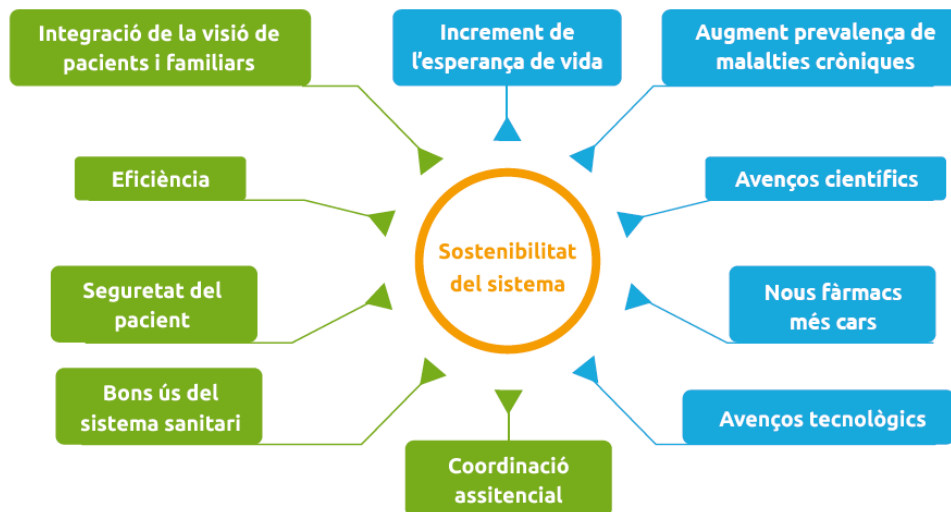 Integració de la visió de
pacients i familiars
Increment de
l'esperança de vida
Augment prevalença de
malalties cròniques
Eficiència
Avenços científics
Sostenibilitat
del sistema
Seguretat del
pacient
Nous fàrmacs
més cars
Bons ús del
sistema sanitari
Avenços tecnològics
Coordinació
assitencial